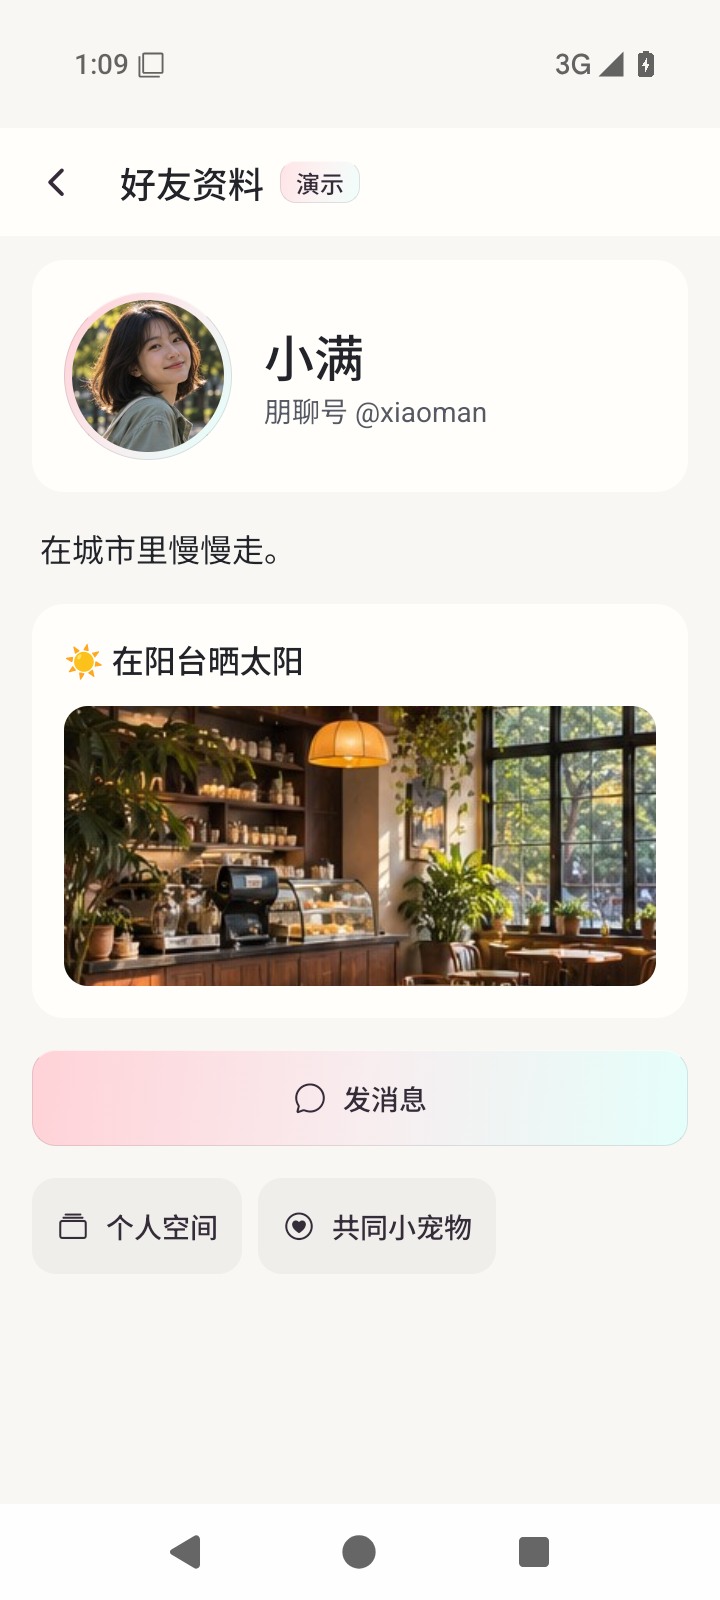 1:09 3G
好友资料 演示
小满
朋聊号 @xiaoman
在城市里慢慢走。
☀️ 在阳台晒太阳
发消息
个人空间 共同小宠物